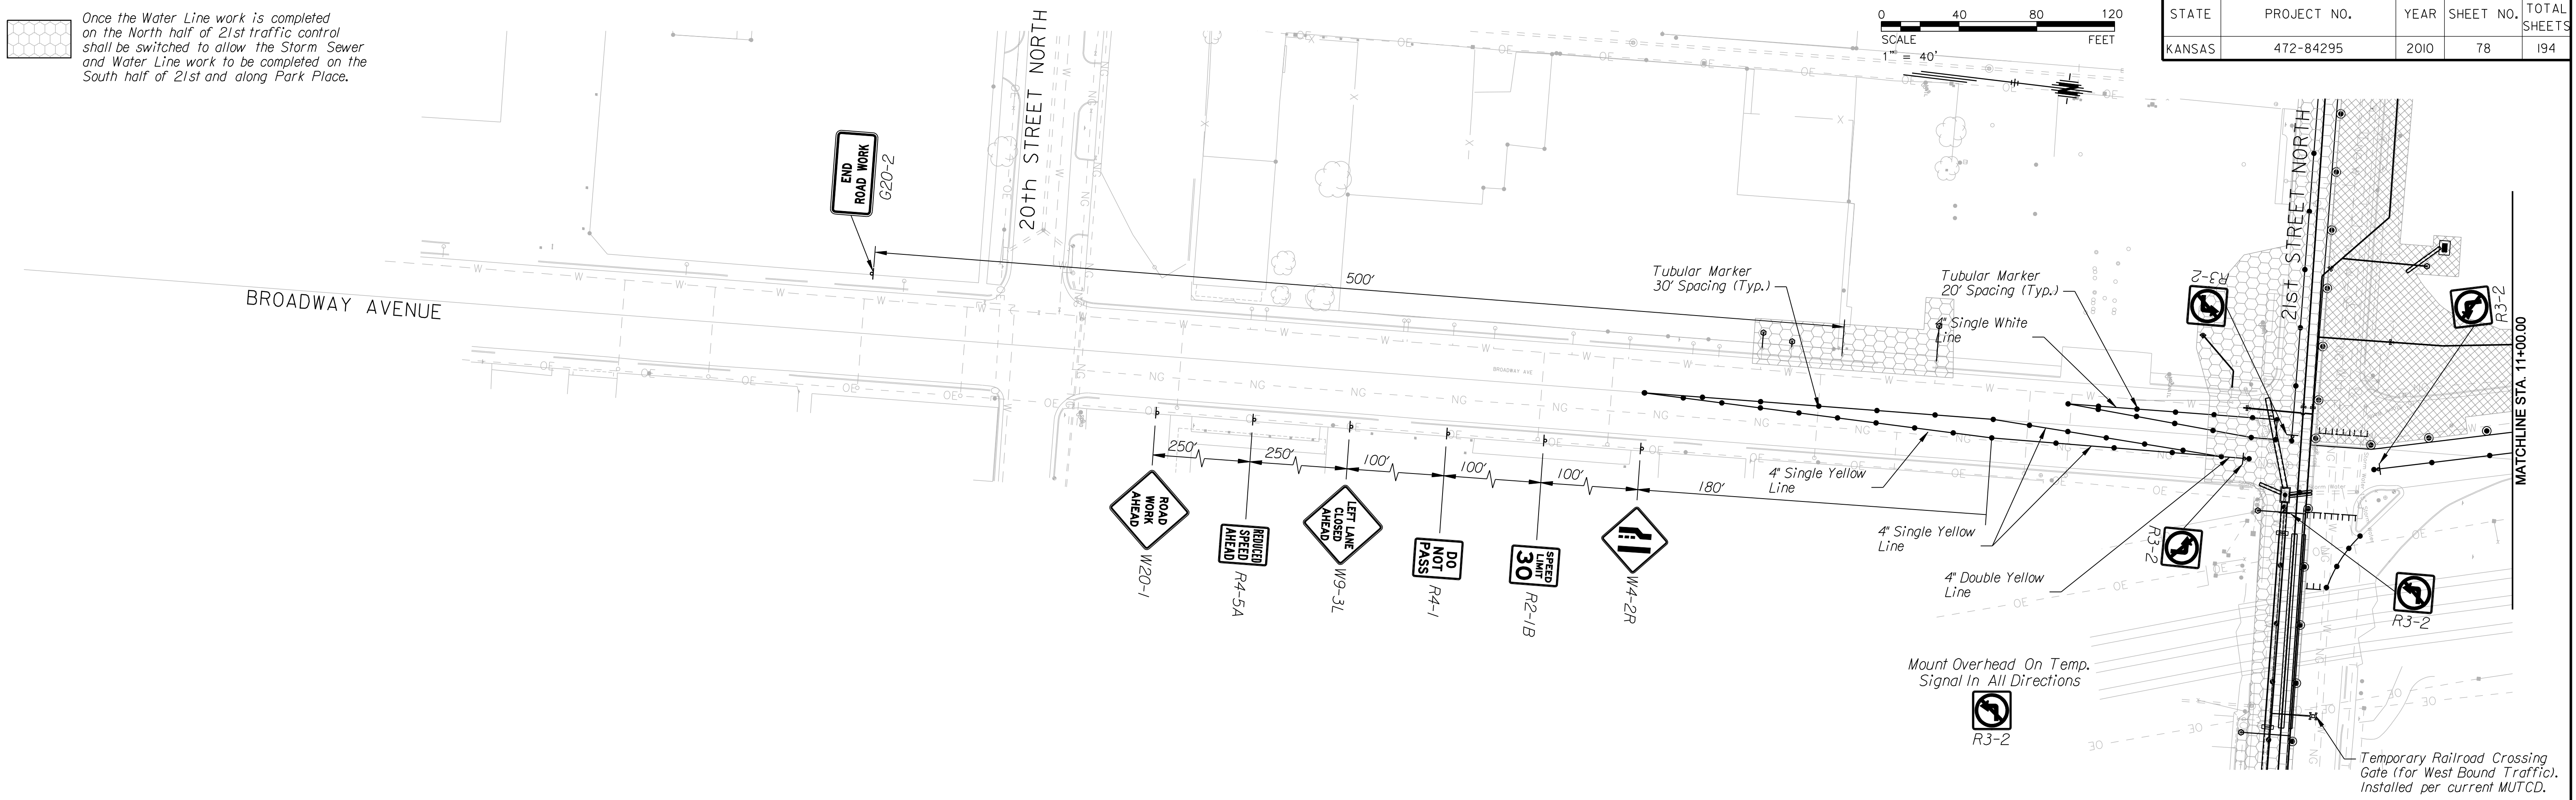 Once the Water Line work is completed
on the North half of 21st traffic control
shall be switched to allow the Storm Sewer
and Water Line work to be completed on the
South half of 21st and along Park Place.
0 40 80 120
SCALE FEET
1" = 40'
STATE PROJECT NO. YEAR SHEET NO. TOTAL SHEETS
KANSAS 472-84295 2010 78 194
N
20th STREET NORTH
21st STREET NORTH
BROADWAY AVENUE
BROADWAY AVE
END
ROAD WORK
G20-2
500'
Tubular Marker
30' Spacing (Typ.)
Tubular Marker
20' Spacing (Typ.)
4" Single White
Line
R3-2
R3-2
MATCHLINE STA. 11+00.00
250'
250'
100'
100'
100'
180'
4" Single Yellow
Line
4" Single Yellow
Line
4" Double Yellow
Line
ROAD
WORK
AHEAD
W20-1
REDUCED
SPEED
AHEAD
R4-5A
LEFT LANE
CLOSED
AHEAD
W9-3L
DO
NOT
PASS
R4-1
SPEED
LIMIT
30
R2-1B
W4-2R
R3-2
R3-2
Mount Overhead On Temp.
Signal In All Directions
R3-2
Temporary Railroad Crossing
Gate (for West Bound Traffic).
Installed per current MUTCD.
OE
W
NG
X